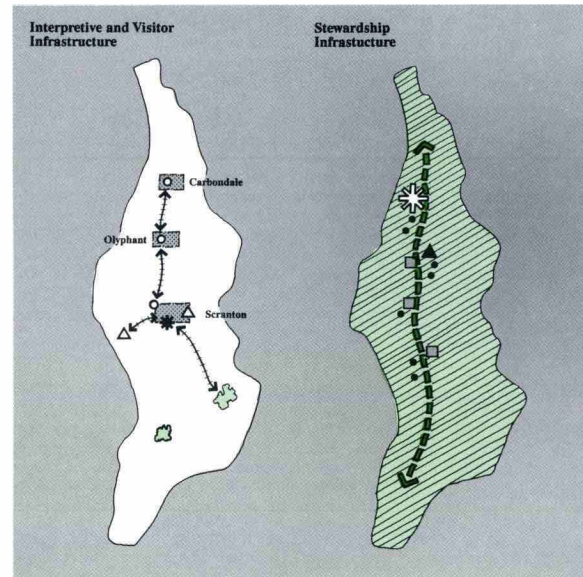 Interpretive and Visitor
Infrastructure
Stewardship
Infrastucture
Carbondale
Olyphant
Scranton